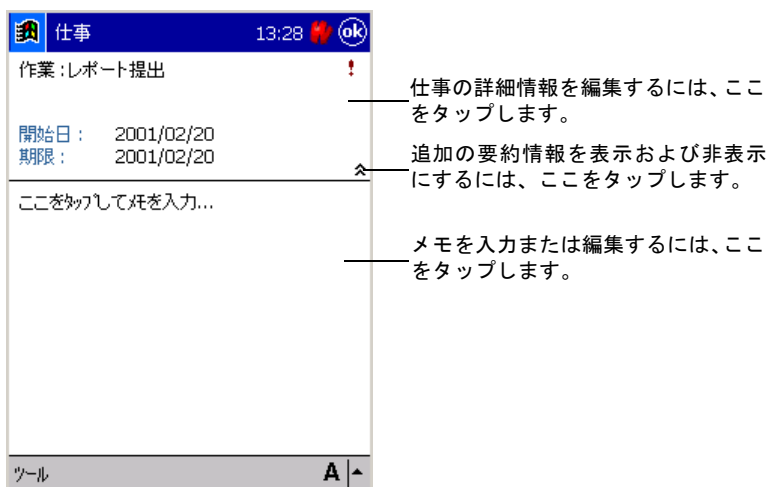 仕事 13:28 ok
作業:レポート提出 !
開始日: 2001/02/20
期限: 2001/02/20
ここをタップしてメモを入力...
ツール A
仕事の詳細情報を編集するには、ここ
をタップします。
追加の要約情報を表示および非表示
にするには、ここをタップします。
メモを入力または編集するには、ここ
をタップします。